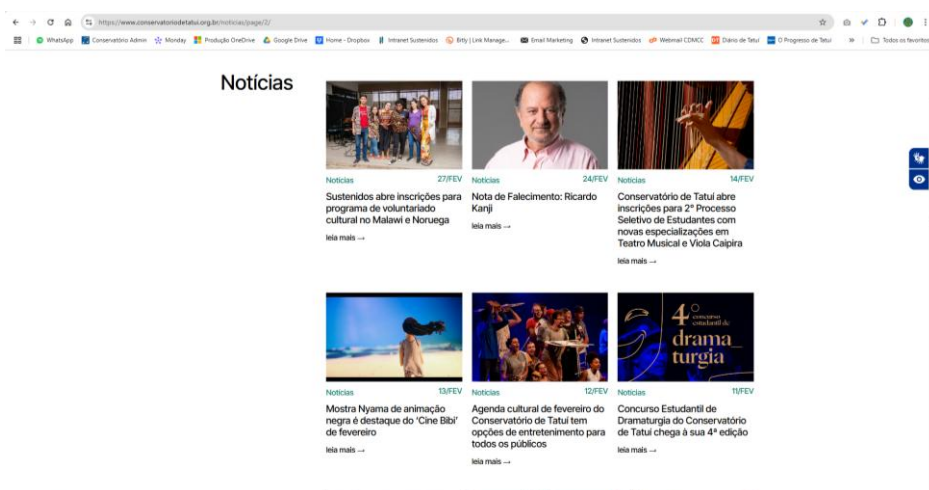 https://www.conservatoriodetatui.org.br/noticias/page/2/
WhatsApp Conservatório Admin Monday Produção OneDrive Google Drive Home - Dropbox Intranet Sustenidos Bitly | Link Manage... Email Marketing Intranet Sustenidos Webmail CDMCC Diário de Tatuí O Progresso de Tatuí » Todos os favoritos
Notícias
Notícias 27/FEV
Sustenidos abre inscrições para
programa de voluntariado
cultural no Malawi e Noruega
leia mais →
Notícias 24/FEV
Nota de Falecimento: Ricardo
Kanji
leia mais →
Notícias 14/FEV
Conservatório de Tatuí abre
inscrições para 2º Processo
Seletivo de Estudantes com
novas especializações em
Teatro Musical e Viola Caipira
leia mais →
Notícias 13/FEV
Mostra Nyama de animação
negra é destaque do ‘Cine Bibi’
de fevereiro
leia mais →
Notícias 12/FEV
Agenda cultural de fevereiro do
Conservatório de Tatuí tem
opções de entretenimento para
todos os públicos
leia mais →
4º concurso
estudantil de
drama_
turgia
Notícias 11/FEV
Concurso Estudantil de
Dramaturgia do Conservatório
de Tatuí chega à sua 4ª edição
leia mais →